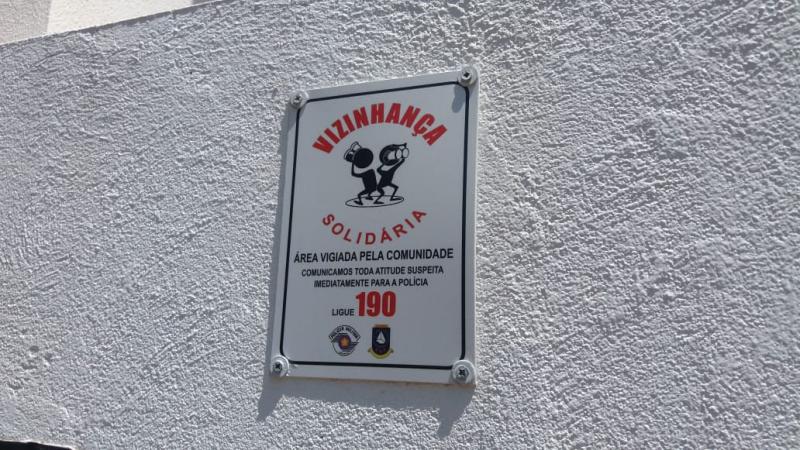 VIZINHANÇA
SOLIDÁRIA
ÁREA VIGIADA PELA COMUNIDADE
COMUNICAMOS TODA ATITUDE SUSPEITA
IMEDIATAMENTE PARA A POLÍCIA
LIGUE 190